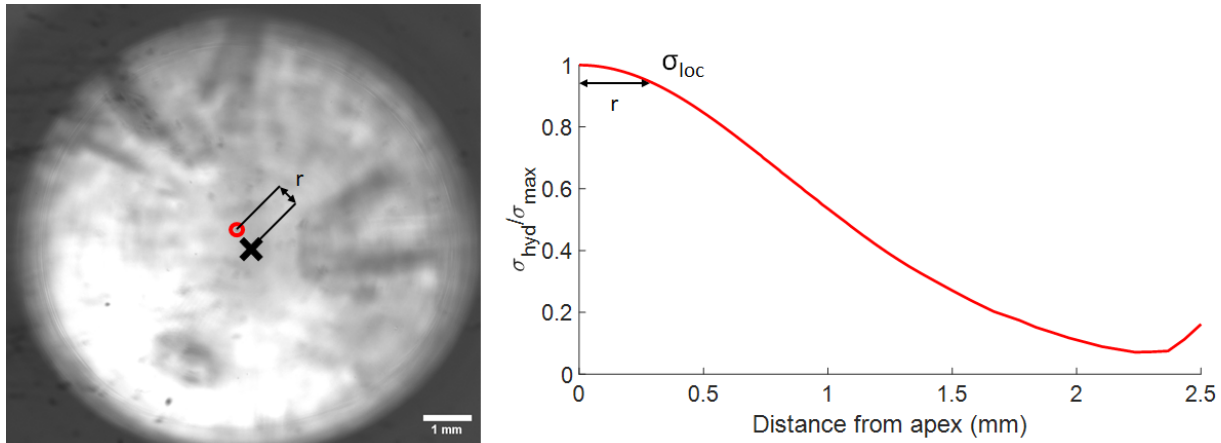 r
1 mm
σloc
r
σhyd/σmax
1
0.8
0.6
0.4
0.2
0
0 0.5 1 1.5 2 2.5
Distance from apex (mm)